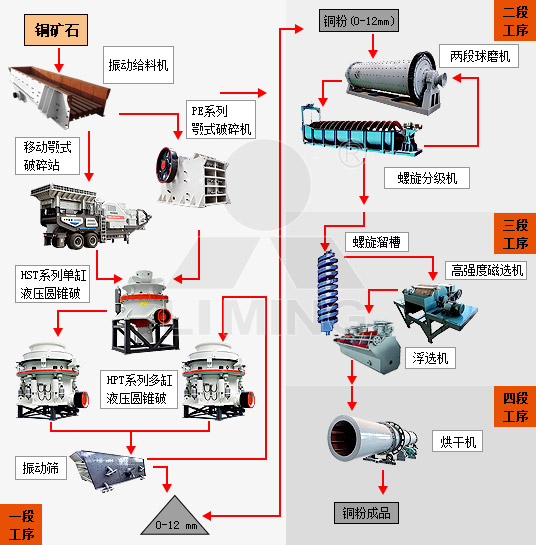 铜矿石
振动给料机
PE系列
颚式破碎机
移动颚式
破碎站
HST系列单缸
液压圆锥破
HPT系列多缸
液压圆锥破
振动筛
0-12 mm
一段
工序
铜粉(0-12mm)
二段
工序
两段球磨机
螺旋分级机
三段
工序
螺旋溜槽
高强度磁选机
浮选机
四段
工序
烘干机
铜粉成品
LIMING
®